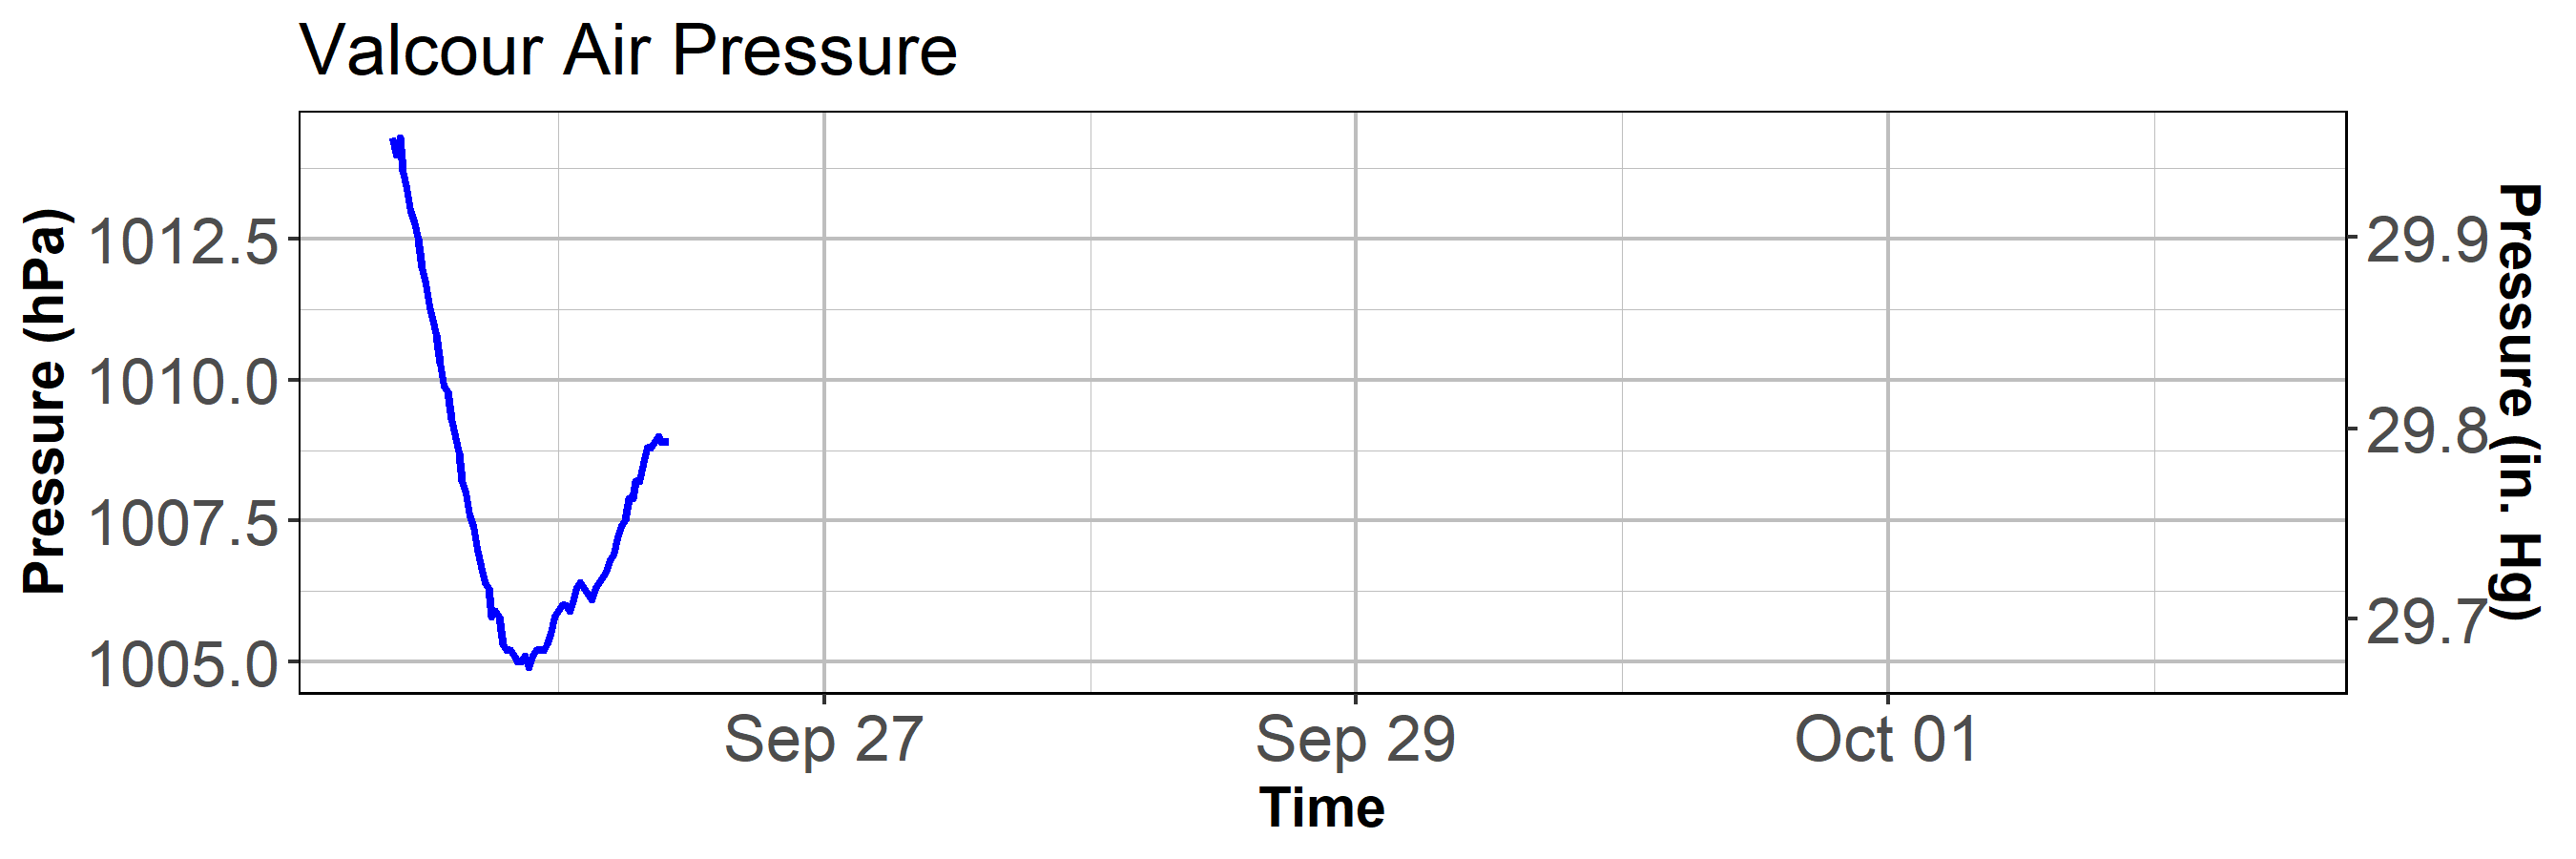 Valcour Air Pressure
Pressure (hPa)
1012.5
1010.0
1007.5
1005.0
29.9
29.8
29.7
Pressure (in. Hg)
Sep 27
Sep 29
Oct 01
Time